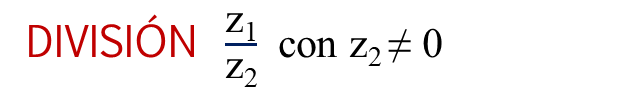 DIVISIÓN z₁/z₂ con z₂ ≠ 0